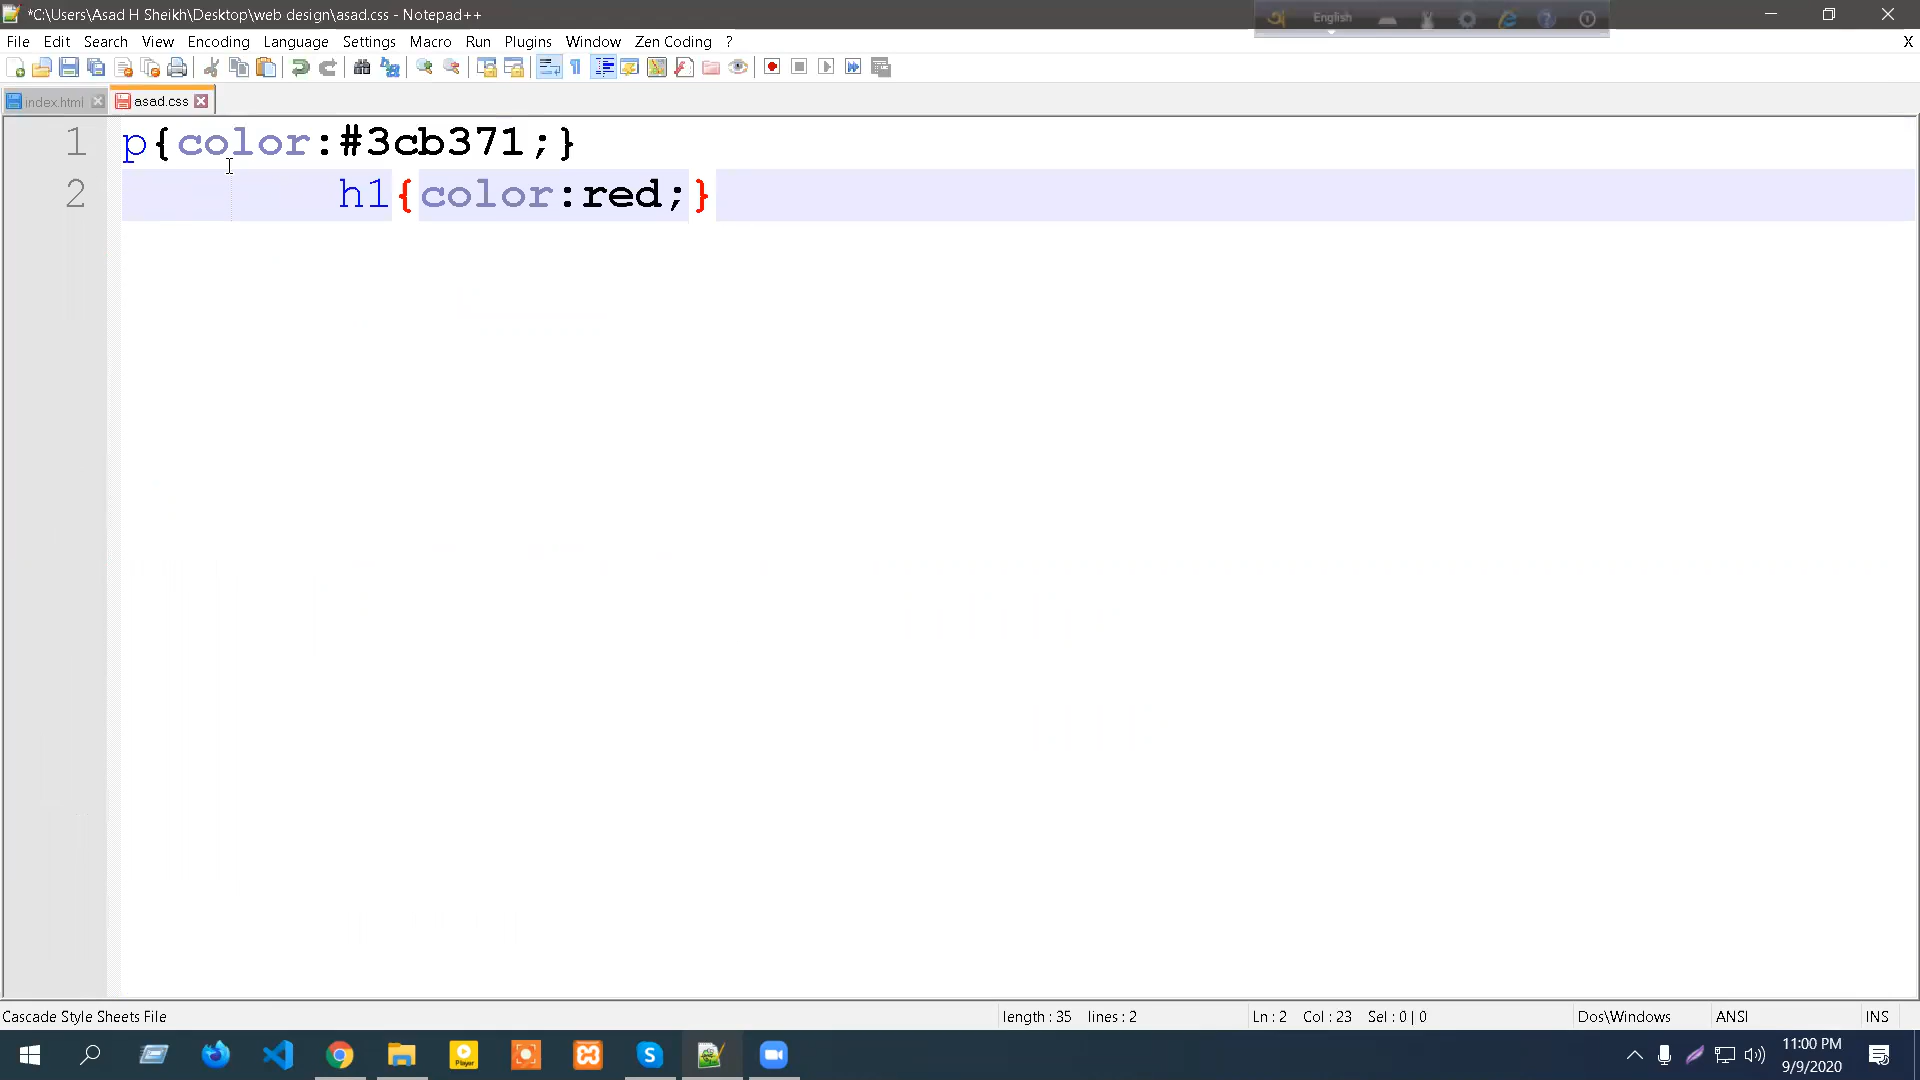 *C:\Users\Asad H Sheikh\Desktop\web design\asad.css - Notepad++
English
File Edit Search View Encoding Language Settings Macro Run Plugins Window Zen Coding ? X
index.html asad.css
1 p{color:#3cb371;}
2 h1{color:red;}
Cascade Style Sheets File length : 35 lines : 2 Ln : 2 Col : 23 Sel : 0 | 0 Dos\Windows ANSI INS
Player
11:00 PM
9/9/2020